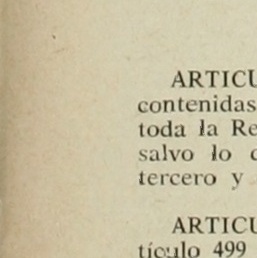 ARTICU
contenidas
toda la Re
salvo lo
tercero y
ARTICU
tículo 499